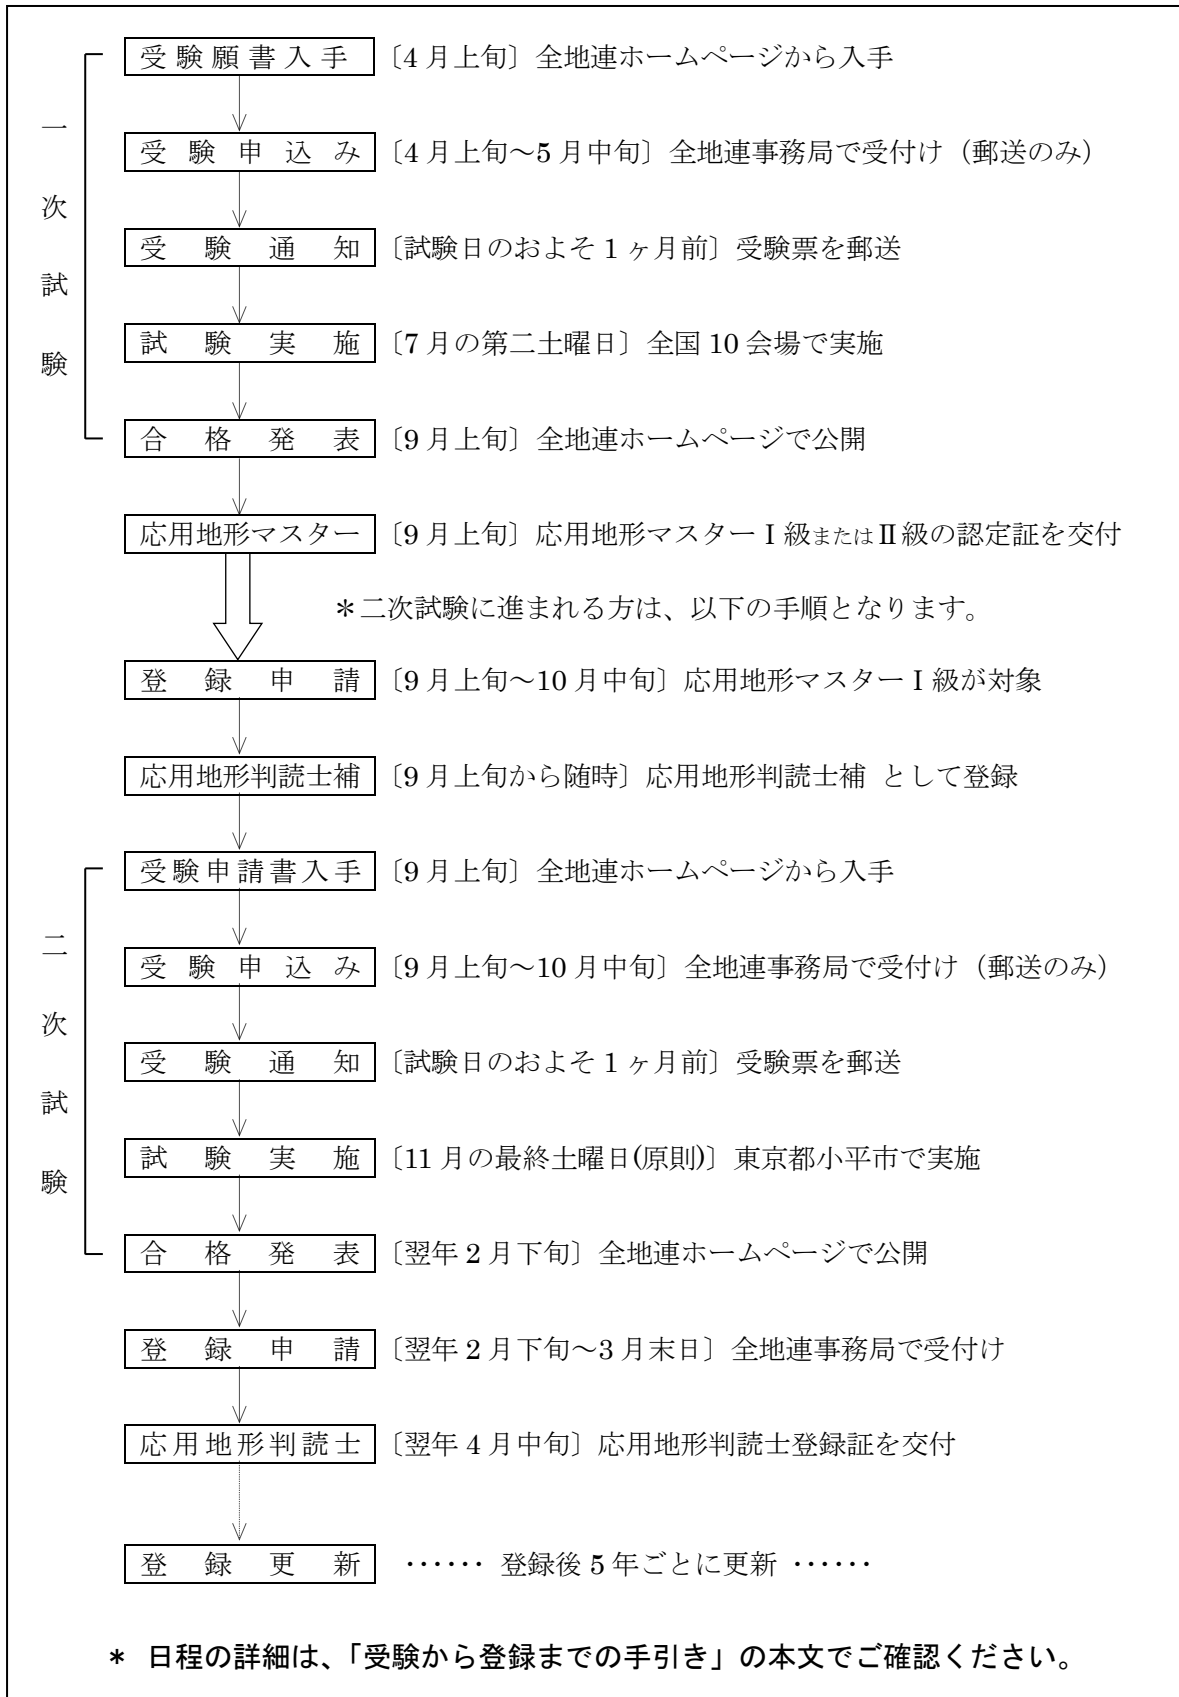 一次試験
受験願書入手 〔4月上旬〕全地連ホームページから入手
受験申込み 〔4月上旬～5月中旬〕全地連事務局で受付け（郵送のみ）
受験通知 〔試験日のおよそ1ヶ月前〕受験票を郵送
試験実施 〔7月の第二土曜日〕全国10会場で実施
合格発表 〔9月上旬〕全地連ホームページで公開
応用地形マスター 〔9月上旬〕応用地形マスターⅠ級またはⅡ級の認定証を交付
＊二次試験に進まれる方は、以下の手順となります。
登録申請 〔9月上旬～10月中旬〕応用地形マスターⅠ級が対象
応用地形判読士補 〔9月上旬から随時〕応用地形判読士補 として登録
二次試験
受験申請書入手 〔9月上旬〕全地連ホームページから入手
受験申込み 〔9月上旬～10月中旬〕全地連事務局で受付け（郵送のみ）
受験通知 〔試験日のおよそ1ヶ月前〕受験票を郵送
試験実施 〔11月の最終土曜日(原則)〕東京都小平市で実施
合格発表 〔翌年2月下旬〕全地連ホームページで公開
登録申請 〔翌年2月下旬～3月末日〕全地連事務局で受付け
応用地形判読士 〔翌年4月中旬〕応用地形判読士登録証を交付
登録更新 ‥‥‥ 登録後5年ごとに更新 ‥‥‥
* 日程の詳細は、「受験から登録までの手引き」の本文でご確認ください。